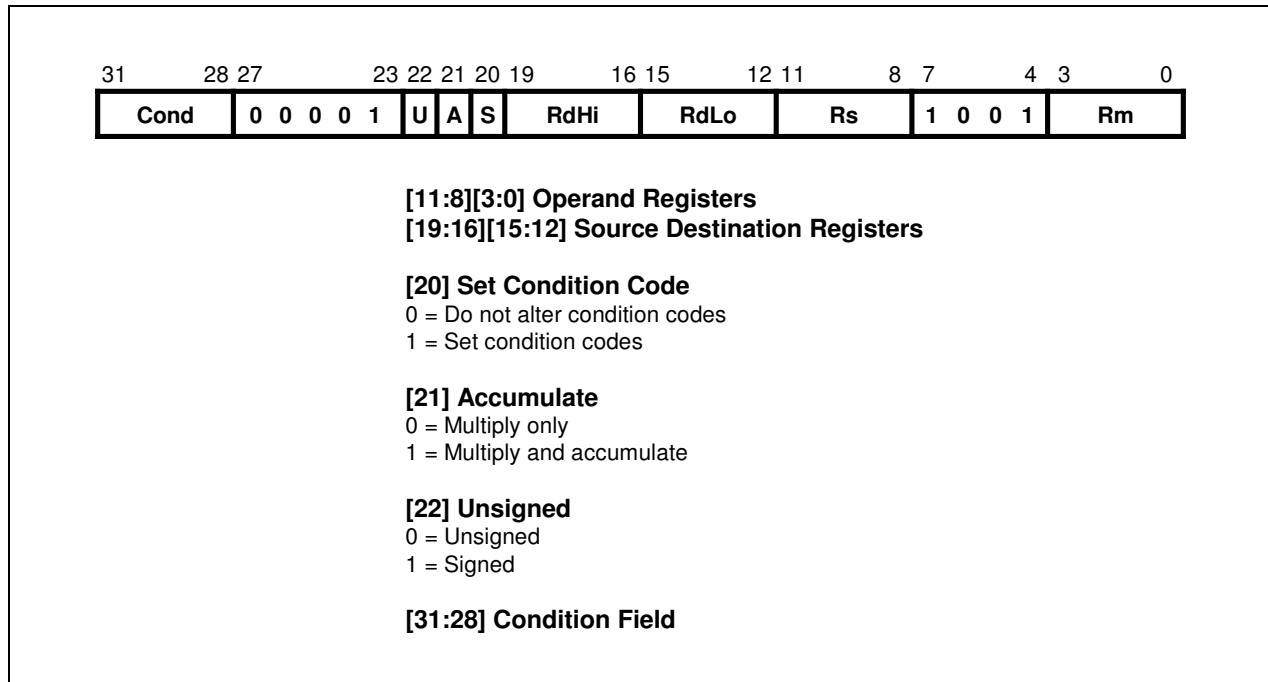 31 28 27 23 22 21 20 19 16 15 12 11 8 7 4 3 0
Cond 0 0 0 0 1 U A S RdHi RdLo Rs 1 0 0 1 Rm
[11:8][3:0] Operand Registers
[19:16][15:12] Source Destination Registers
[20] Set Condition Code
0 = Do not alter condition codes
1 = Set condition codes
[21] Accumulate
0 = Multiply only
1 = Multiply and accumulate
[22] Unsigned
0 = Unsigned
1 = Signed
[31:28] Condition Field